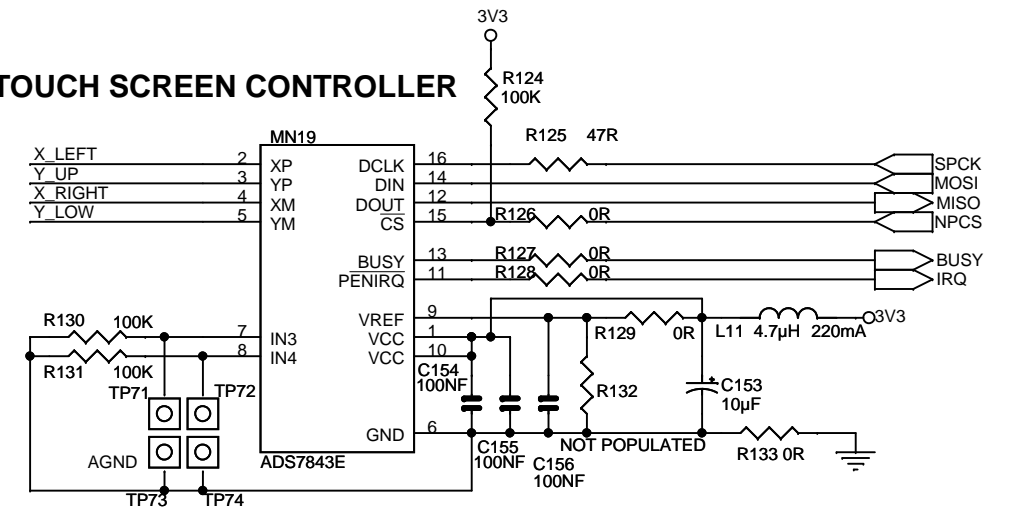 3V3
R124
100K
TOUCH SCREEN CONTROLLER
R125 47R
MN19
X_LEFT 2 XP DCLK 16 SPCK
Y_UP 3 YP DIN 14 MOSI
X_RIGHT 4 XM DOUT 12 MISO
Y_LOW 5 YM CS 15 R126 0R NPCS
BUSY 13 R127 0R BUSY
PENIRQ 11 R128 0R IRQ
VREF 9
R130 100K 7 IN3 VCC 1 R129 0R L11 4.7µH 220mA 3V3
R131 100K 8 IN4 VCC 10
C154
100NF
TP71 TP72
R132
+ C153
10µF
GND 6
NOT POPULATED
AGND
ADS7843E
C155
100NF
C156
100NF
R133 0R
TP73 TP74